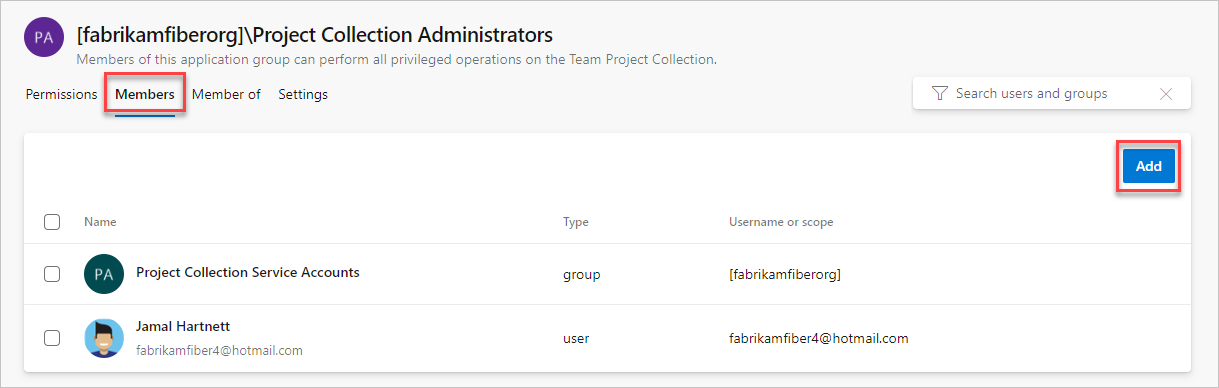 PA
[fabrikamfiberorg]\Project Collection Administrators
Members of this application group can perform all privileged operations on the Team Project Collection.
Permissions Members Member of Settings Search users and groups
Add
Name Type Username or scope
PA Project Collection Service Accounts group [fabrikamfiberorg]
Jamal Hartnett
user fabrikamfiber4@hotmail.com
fabrikamfiber4@hotmail.com